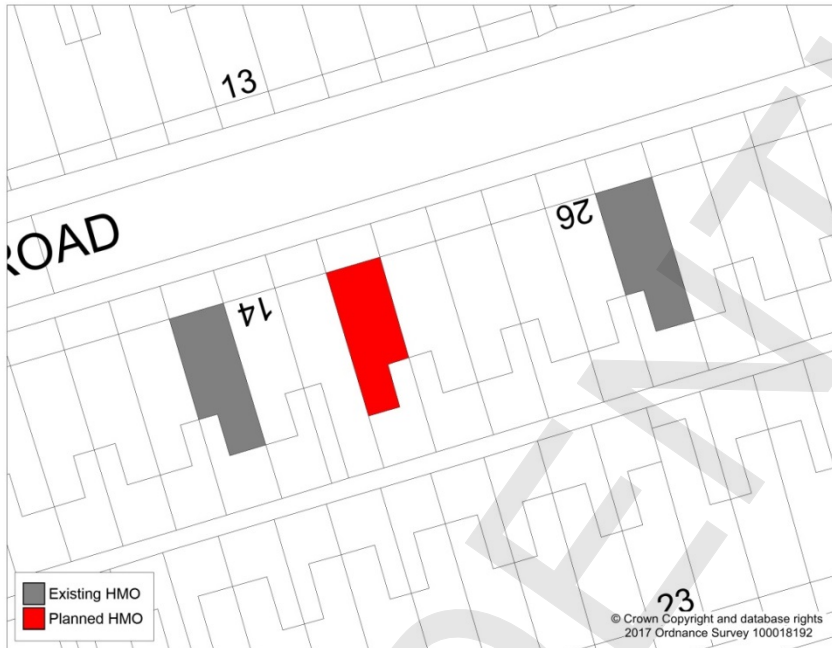 13
ROAD
14
26
23
Existing HMO
Planned HMO
© Crown Copyright and database rights
2017 Ordnance Survey 100018192